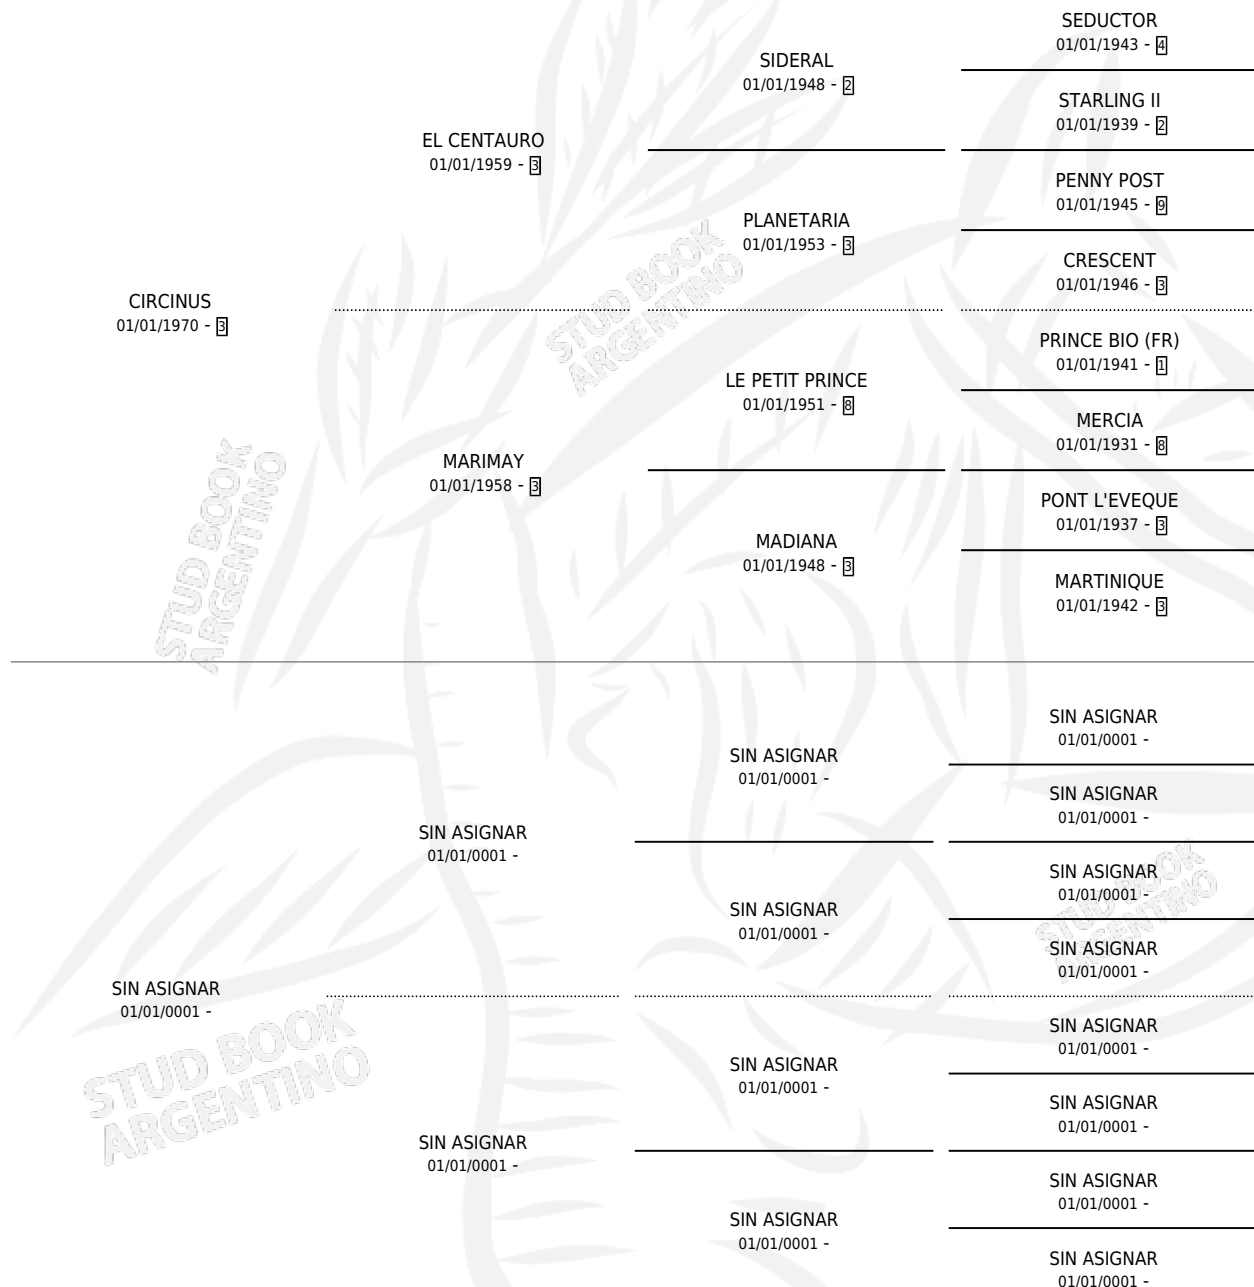 SEDUCTOR
01/01/1943 - 4
SIDERAL
01/01/1948 - 2
STARLING II
01/01/1939 - 2
EL CENTAURO
01/01/1959 - 3
PENNY POST
01/01/1945 - 9
PLANETARIA
01/01/1953 - 3
CRESCENT
01/01/1946 - 3
CIRCINUS
01/01/1970 - 3
PRINCE BIO (FR)
01/01/1941 - 1
LE PETIT PRINCE
01/01/1951 - 8
MERCIA
01/01/1931 - 8
MARIMAY
01/01/1958 - 3
PONT L'EVEQUE
01/01/1937 - 3
MADIANA
01/01/1948 - 3
MARTINIQUE
01/01/1942 - 3
STUD BOOK
ARGENTINO
STUD BOOK
ARGENTINO
SIN ASIGNAR
01/01/0001 -
SIN ASIGNAR
01/01/0001 -
SIN ASIGNAR
01/01/0001 -
SIN ASIGNAR
01/01/0001 -
SIN ASIGNAR
01/01/0001 -
SIN ASIGNAR
01/01/0001 -
SIN ASIGNAR
01/01/0001 -
SIN ASIGNAR
01/01/0001 -
SIN ASIGNAR
01/01/0001 -
SIN ASIGNAR
01/01/0001 -
SIN ASIGNAR
01/01/0001 -
SIN ASIGNAR
01/01/0001 -
SIN ASIGNAR
01/01/0001 -
SIN ASIGNAR
01/01/0001 -
SIN ASIGNAR
01/01/0001 -
STUD BOOK
ARGENTINO
STUD BOOK
ARGENTINO